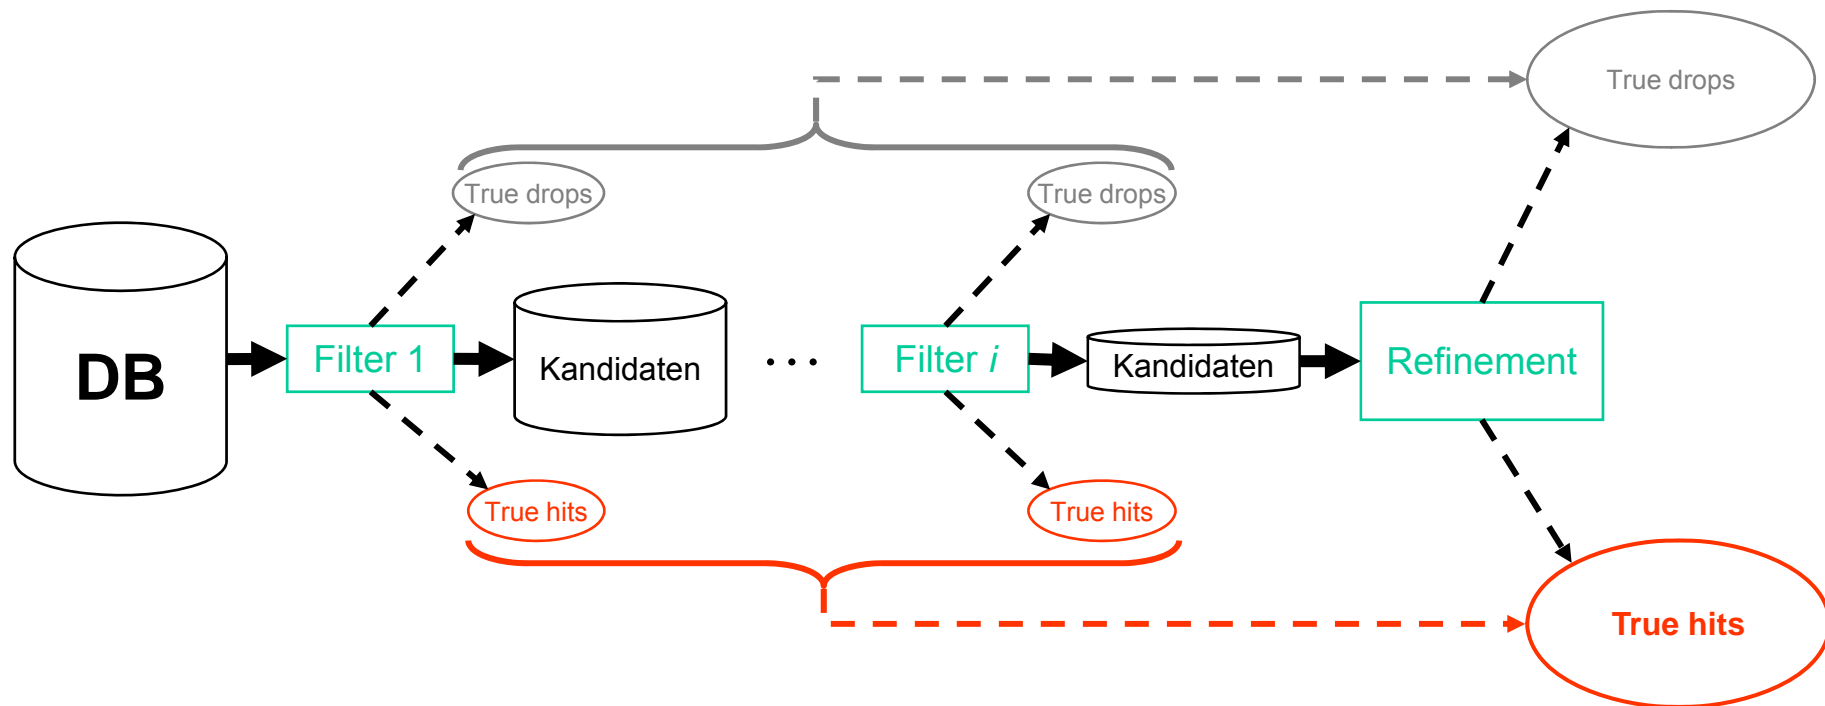 True drops
True drops
True drops
DB
Filter 1
Kandidaten
...
Filter i
Kandidaten
Refinement
True hits
True hits
True hits